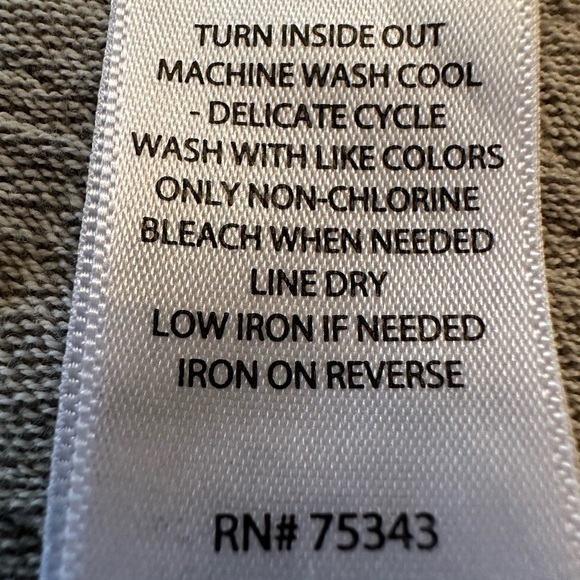 TURN INSIDE OUT
MACHINE WASH COOL
- DELICATE CYCLE
WASH WITH LIKE COLORS
ONLY NON-CHLORINE
BLEACH WHEN NEEDED
LINE DRY
LOW IRON IF NEEDED
IRON ON REVERSE
RN# 75343